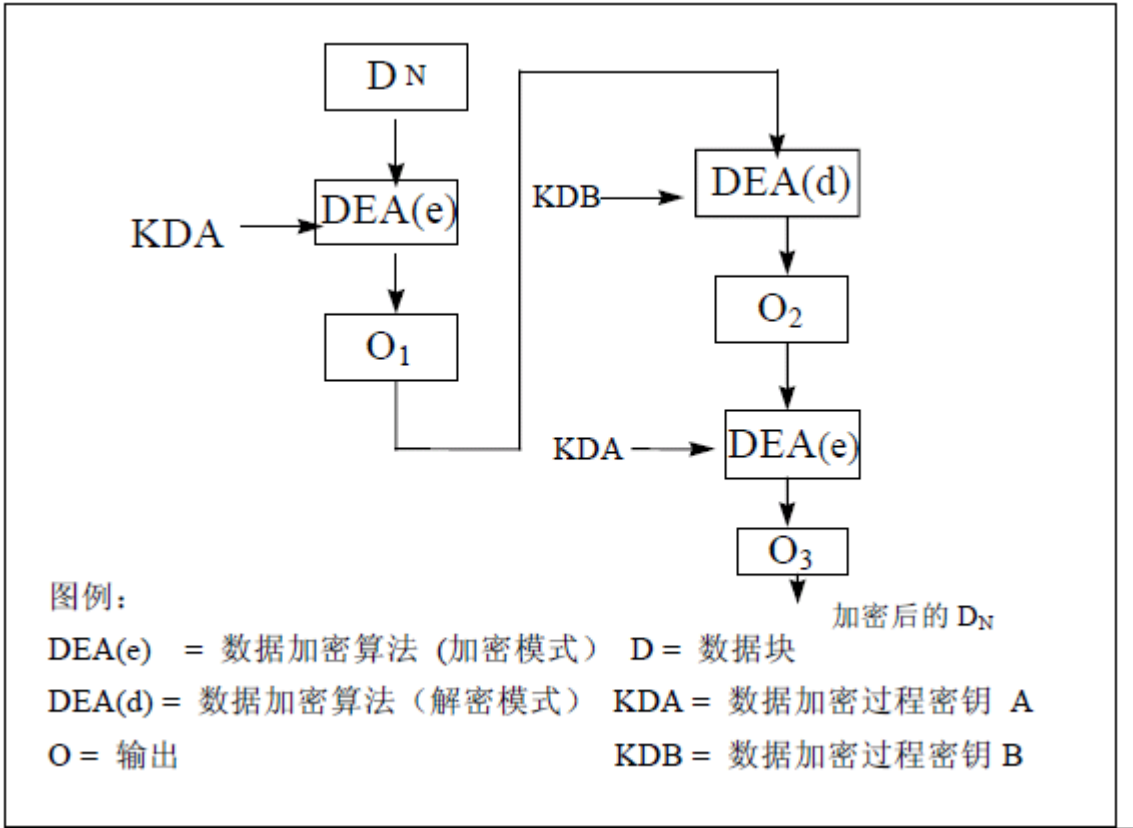 D N
DEA(e)
KDA
O1
KDB
DEA(d)
O2
KDA
DEA(e)
O3
加密后的 DN
图例：
DEA(e) = 数据加密算法 (加密模式） D = 数据块
DEA(d) = 数据加密算法（解密模式） KDA = 数据加密过程密钥 A
O = 输出 KDB = 数据加密过程密钥 B